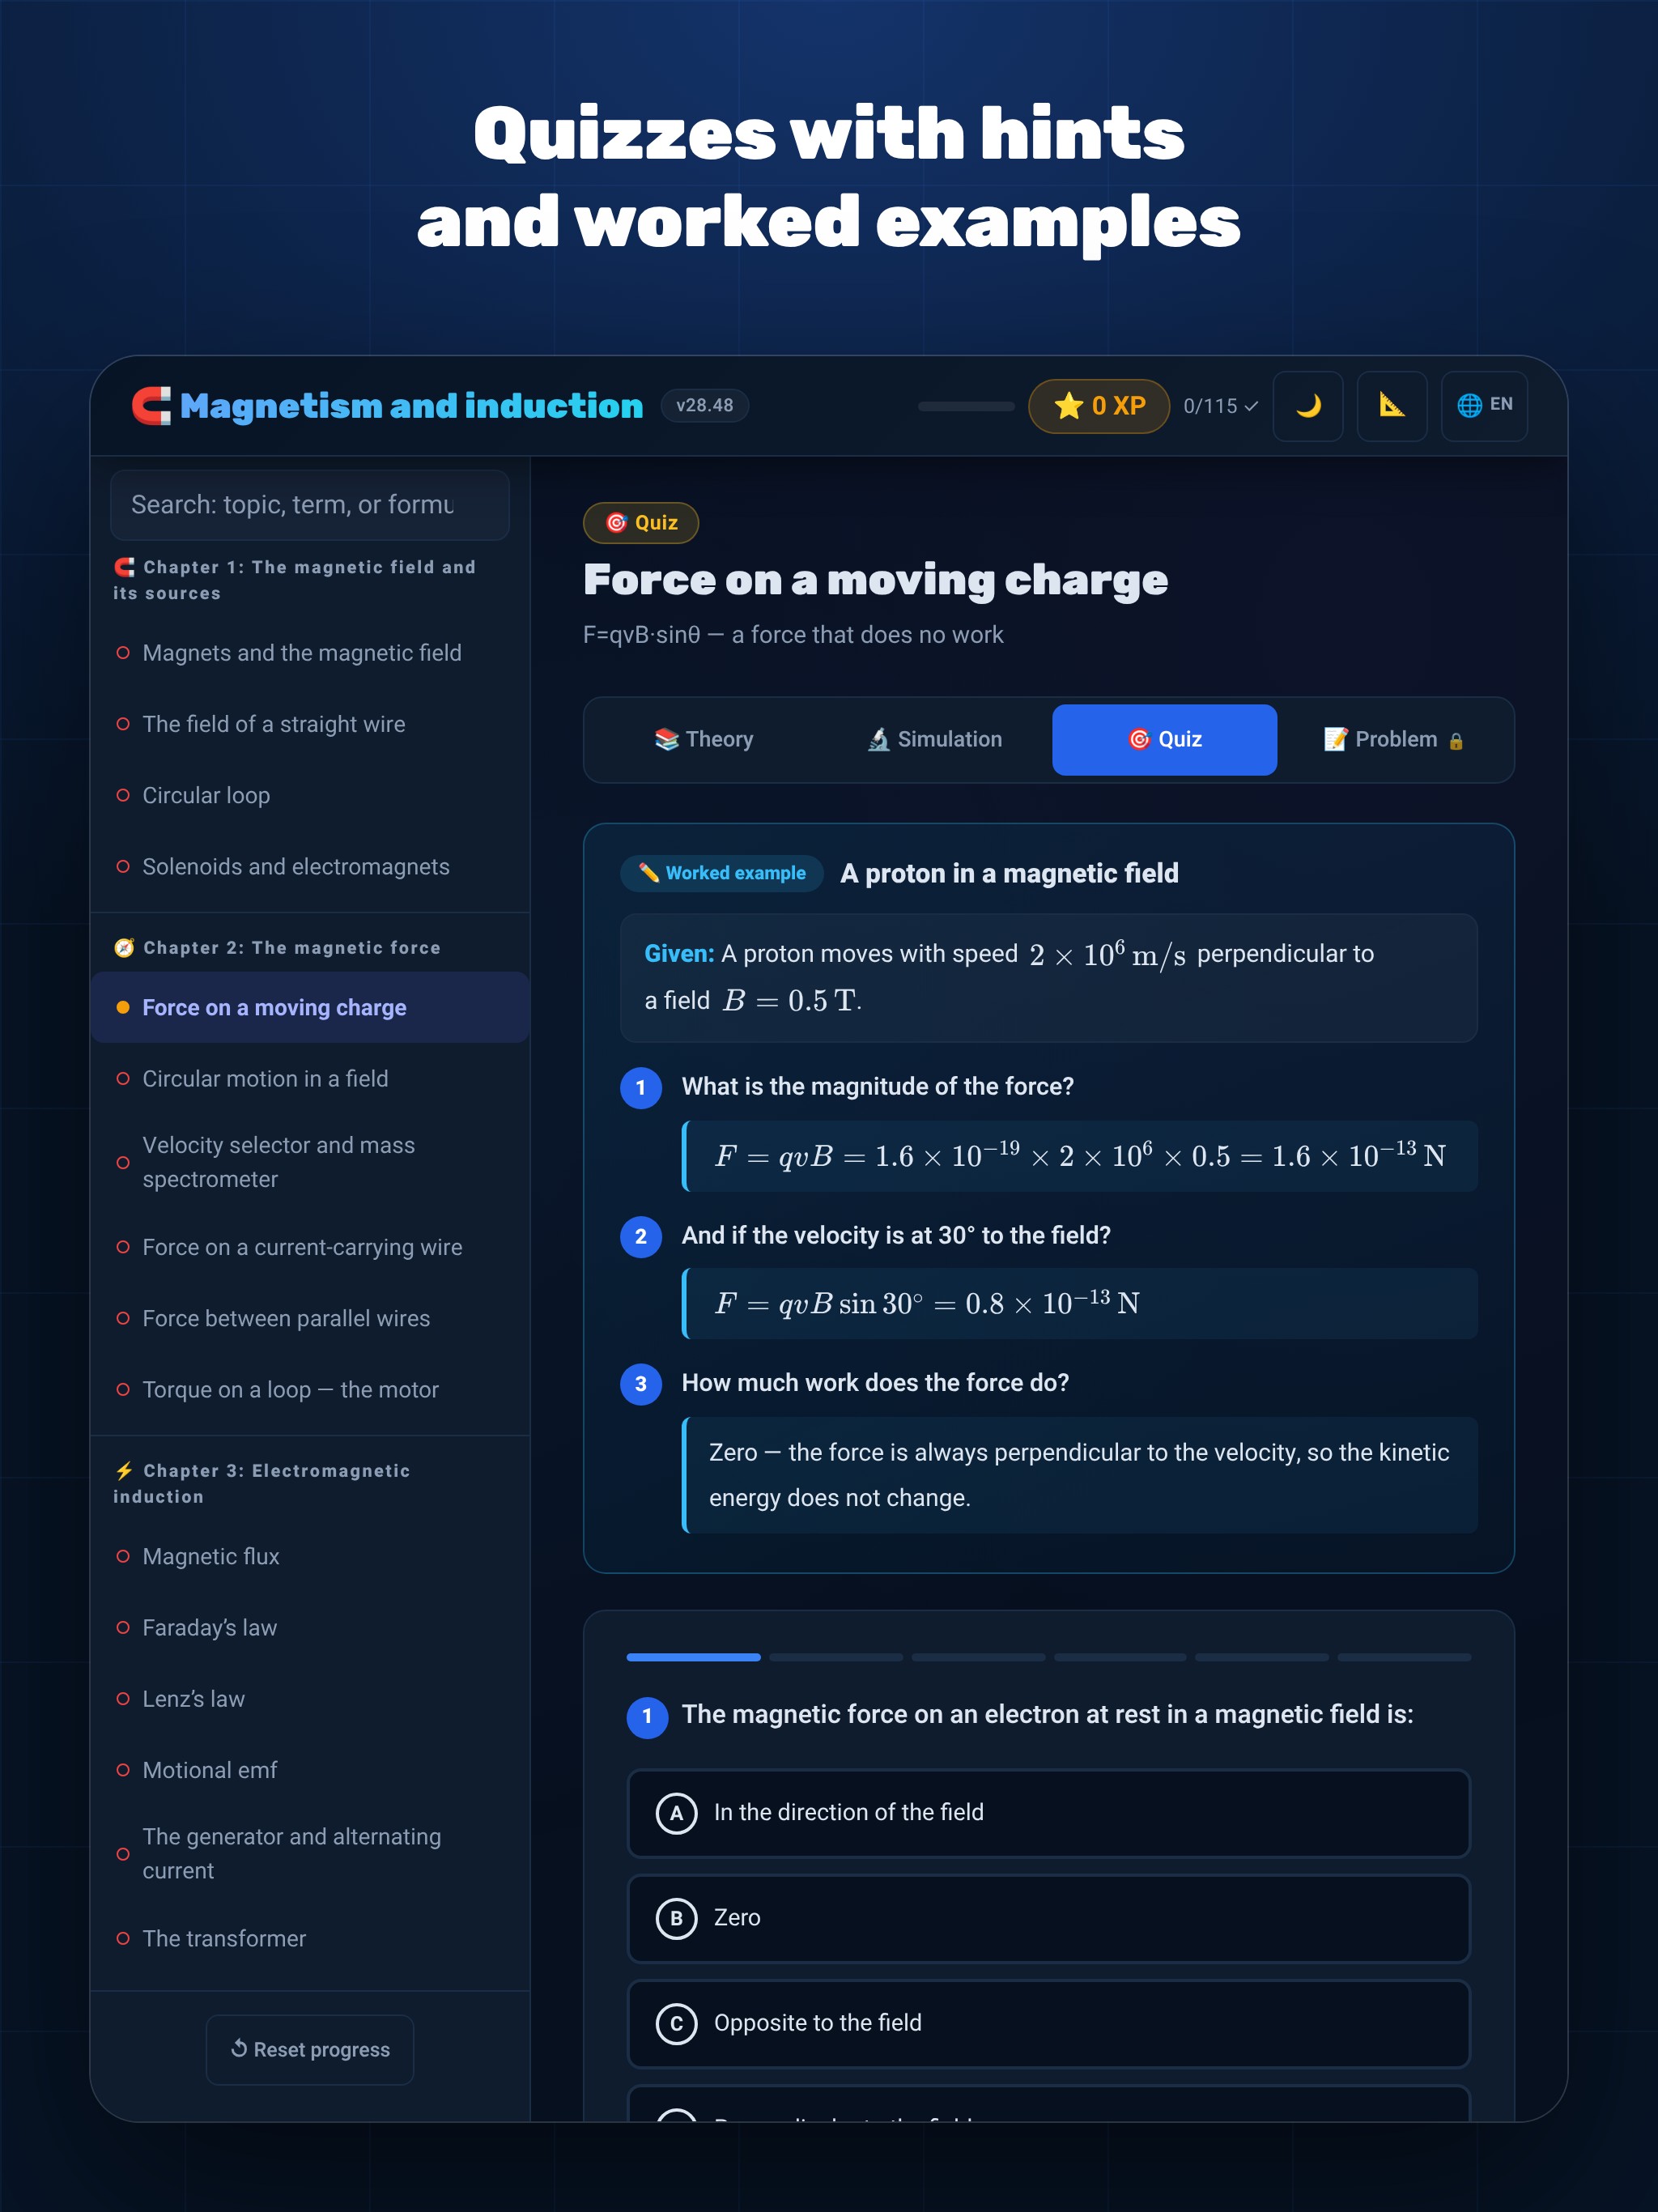 Quizzes with hints
and worked examples
Magnetism and induction
v28.48
0 XP
0/115 ✓
EN
Search: topic, term, or formu
Chapter 1: The magnetic field and
its sources
Magnets and the magnetic field
The field of a straight wire
Circular loop
Solenoids and electromagnets
Chapter 2: The magnetic force
Force on a moving charge
Circular motion in a field
Velocity selector and mass
spectrometer
Force on a current-carrying wire
Force between parallel wires
Torque on a loop — the motor
Chapter 3: Electromagnetic
induction
Magnetic flux
Faraday’s law
Lenz’s law
Motional emf
The generator and alternating
current
The transformer
Reset progress
Quiz
Force on a moving charge
F=qvB·sinθ — a force that does no work
Theory
Simulation
Quiz
Problem
Worked example
A proton in a magnetic field
Given: A proton moves with speed 2 × 10⁶ m/s perpendicular to
a field B = 0.5 T.
1 What is the magnitude of the force?
F = qvB = 1.6 × 10⁻¹⁹ × 2 × 10⁶ × 0.5 = 1.6 × 10⁻¹³ N
2 And if the velocity is at 30° to the field?
F = qvB sin 30° = 0.8 × 10⁻¹³ N
3 How much work does the force do?
Zero — the force is always perpendicular to the velocity, so the kinetic
energy does not change.
1 The magnetic force on an electron at rest in a magnetic field is:
A In the direction of the field
B Zero
C Opposite to the field